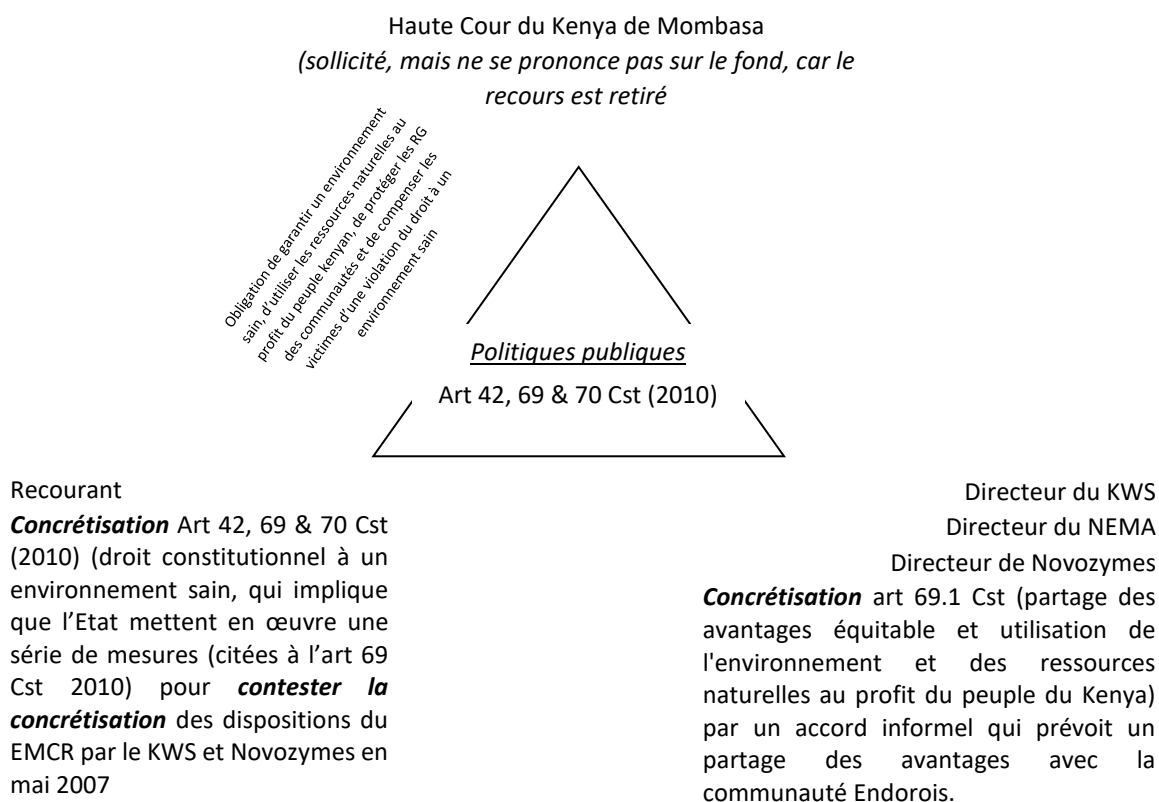 Haute Cour du Kenya de Mombasa
(sollicité, mais ne se prononce pas sur le fond, car le
recours est retiré
Obligation de garantir un environnement
sain, d'utiliser les ressources naturelles au
profit du peuple kenyan, de protéger les RG
des communautés et de compenser les
victimes d'une violation du droit à un
environnement sain
Politiques publiques
Art 42, 69 & 70 Cst (2010)
Recourant
Concrétisation Art 42, 69 & 70 Cst
(2010) (droit constitutionnel à un
environnement sain, qui implique
que l'Etat mettent en œuvre une
série de mesures (citées à l'art 69
Cst 2010) pour contester la
concrétisation des dispositions du
EMCR par le KWS et Novozymes en
mai 2007
Directeur du KWS
Directeur du NEMA
Directeur de Novozymes
Concrétisation art 69.1 Cst (partage des
avantages équitable et utilisation de
l'environnement et des ressources
naturelles au profit du peuple du Kenya)
par un accord informel qui prévoit un
partage des avantages avec la
communauté Endorois.